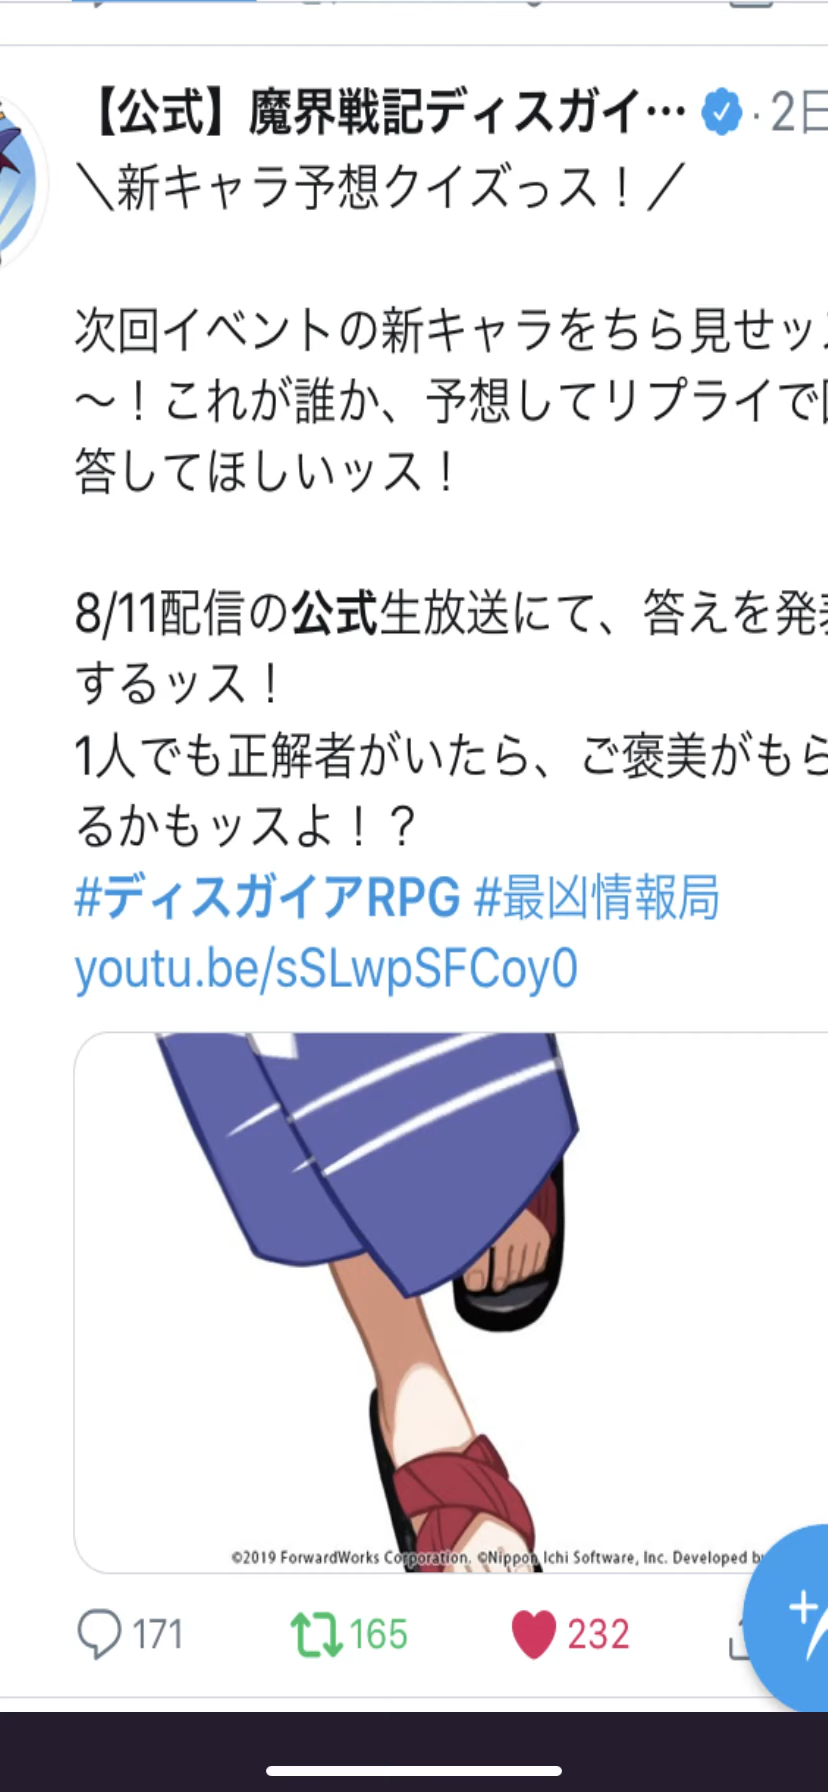 【公式】魔界戦記ディスガイ… · 2日
＼新キャラ予想クイズっス！／
次回イベントの新キャラをちら見せッ
～！これが誰か、予想してリプライで
答してほしいッス！
8/11配信の公式生放送にて、答えを発
するッス！
1人でも正解者がいたら、ご褒美がもら
るかもッスよ！？
#ディスガイアRPG #最凶情報局
youtu.be/sSLwpSFCoy0
©2019 ForwardWorks Corporation. ©Nippon Ichi Software, Inc. Developed by
171 165 232